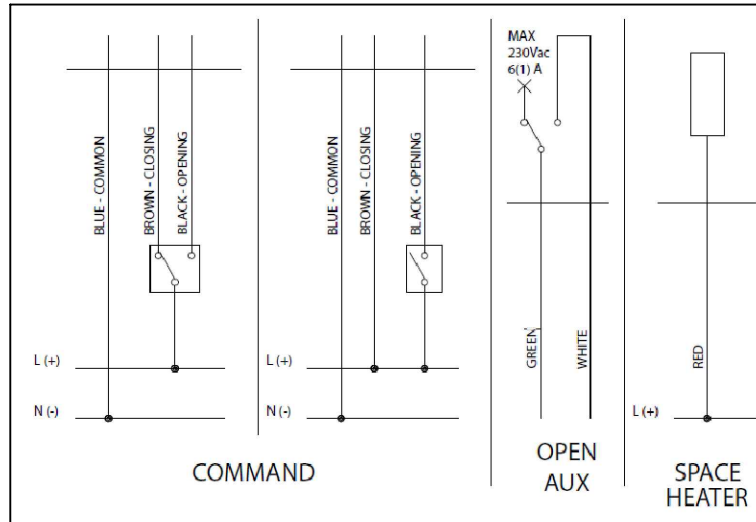 BLUE - COMMON
BROWN - CLOSING
BLACK - OPENING
L (+)
N (-)
BLUE - COMMON
BROWN - CLOSING
BLACK - OPENING
L (+)
N (-)
COMMAND
MAX
230Vac
6(1) A
GREEN
WHITE
OPEN
AUX
RED
L (+)
SPACE
HEATER